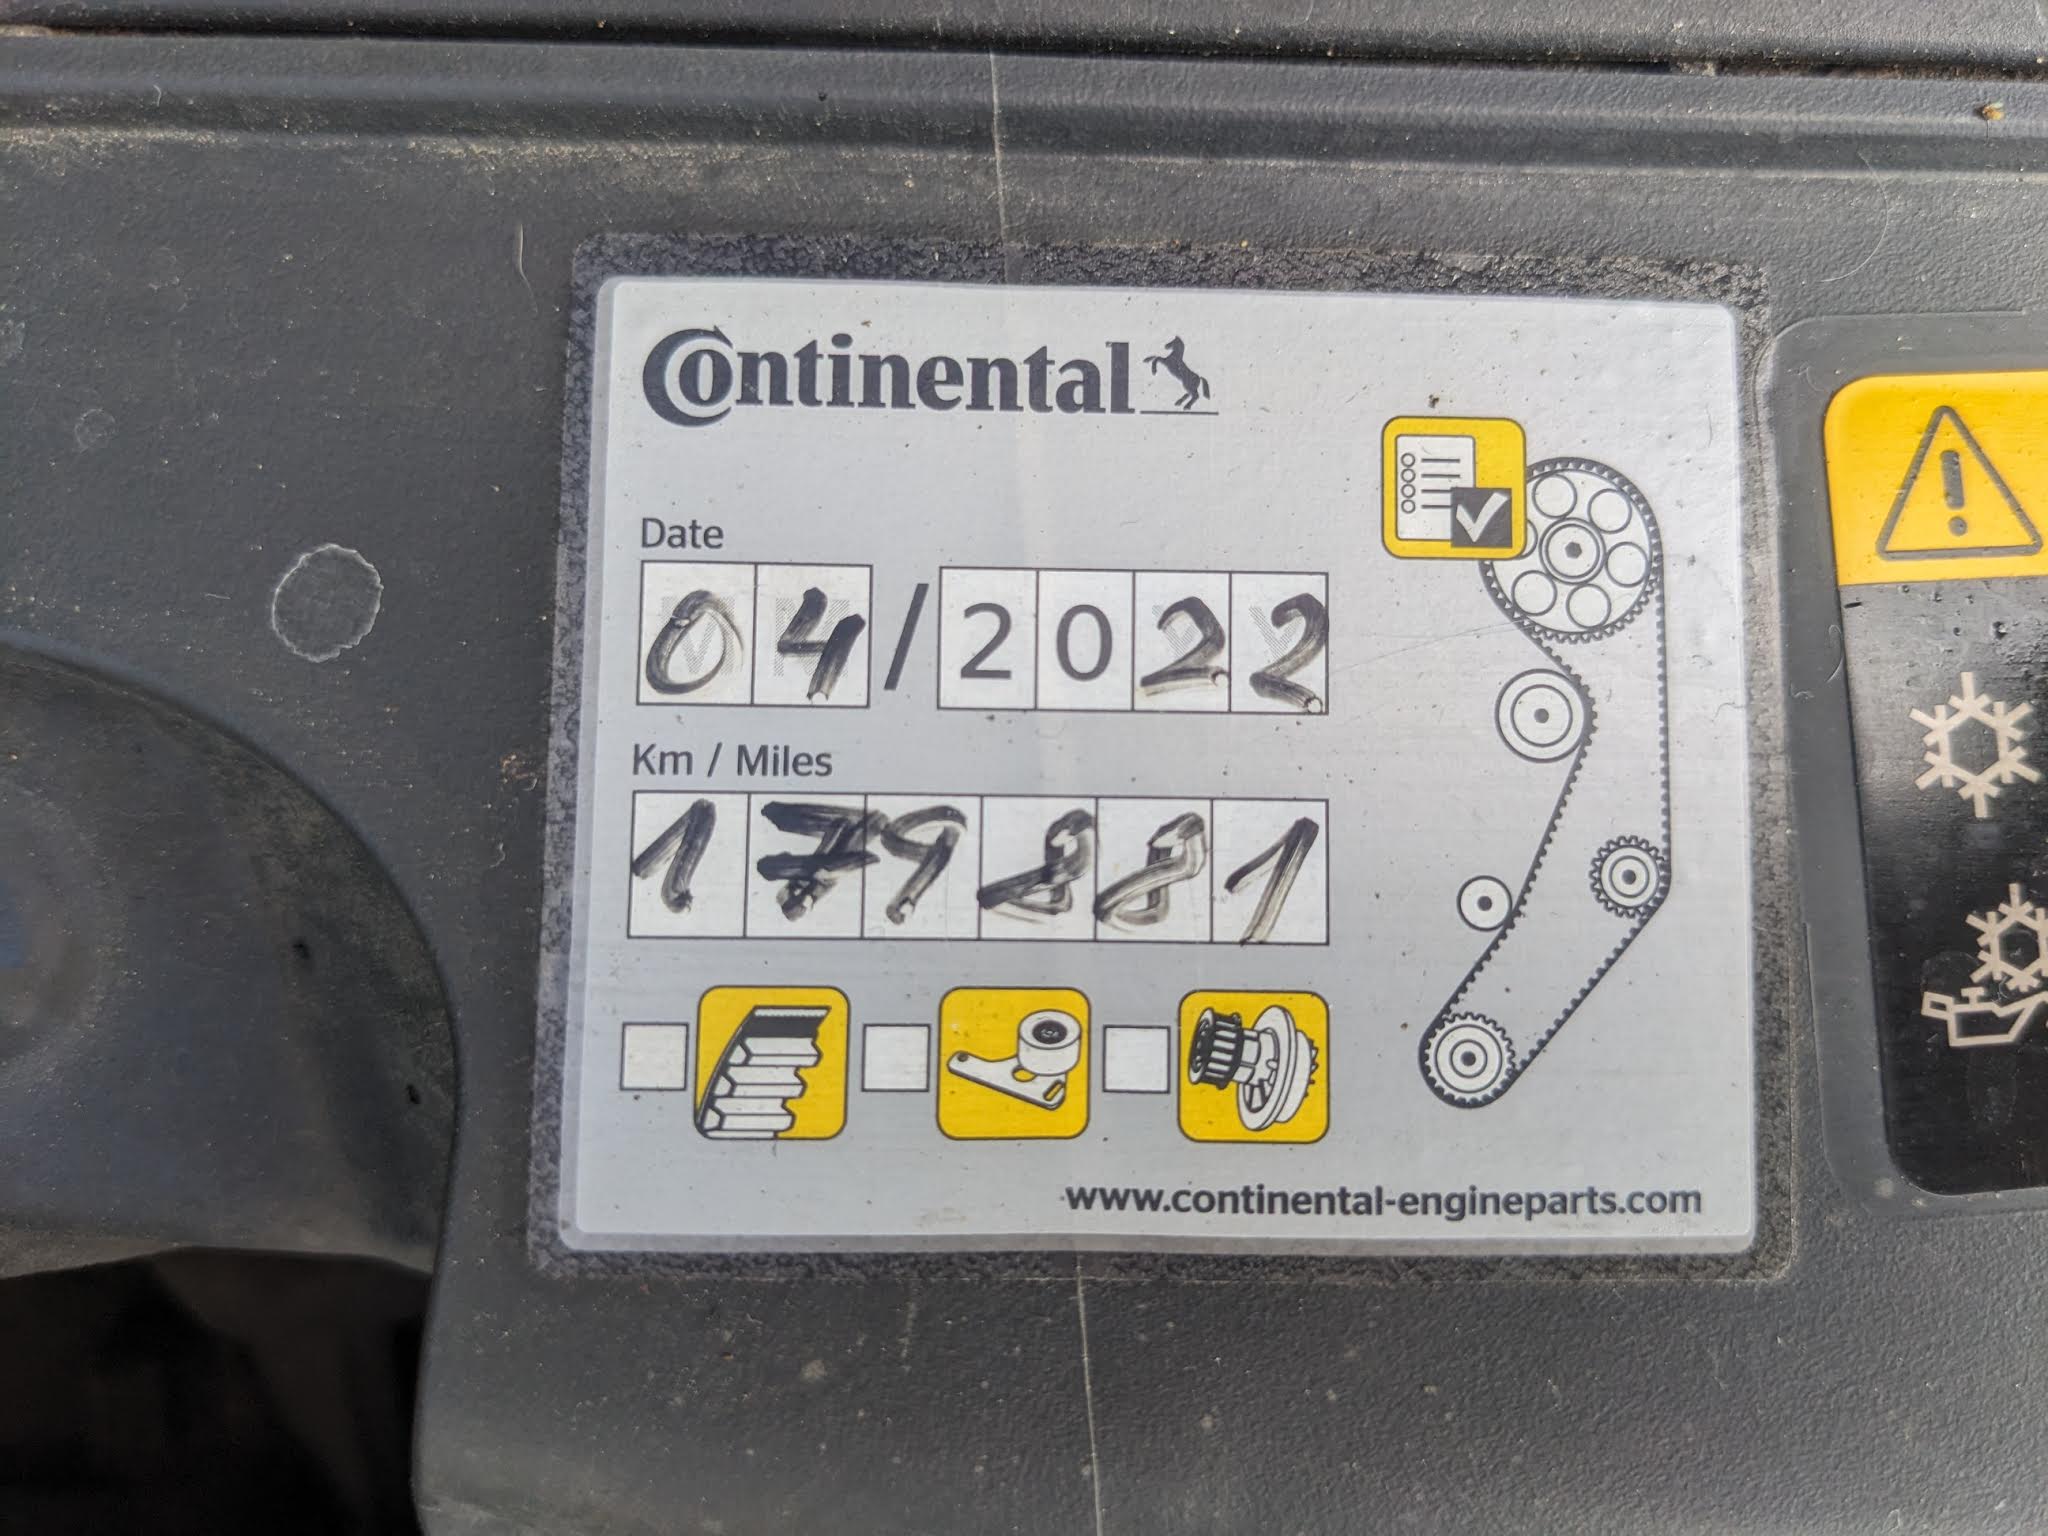 Continental
Date
04/2022
Km / Miles
179881
www.continental-engineparts.com